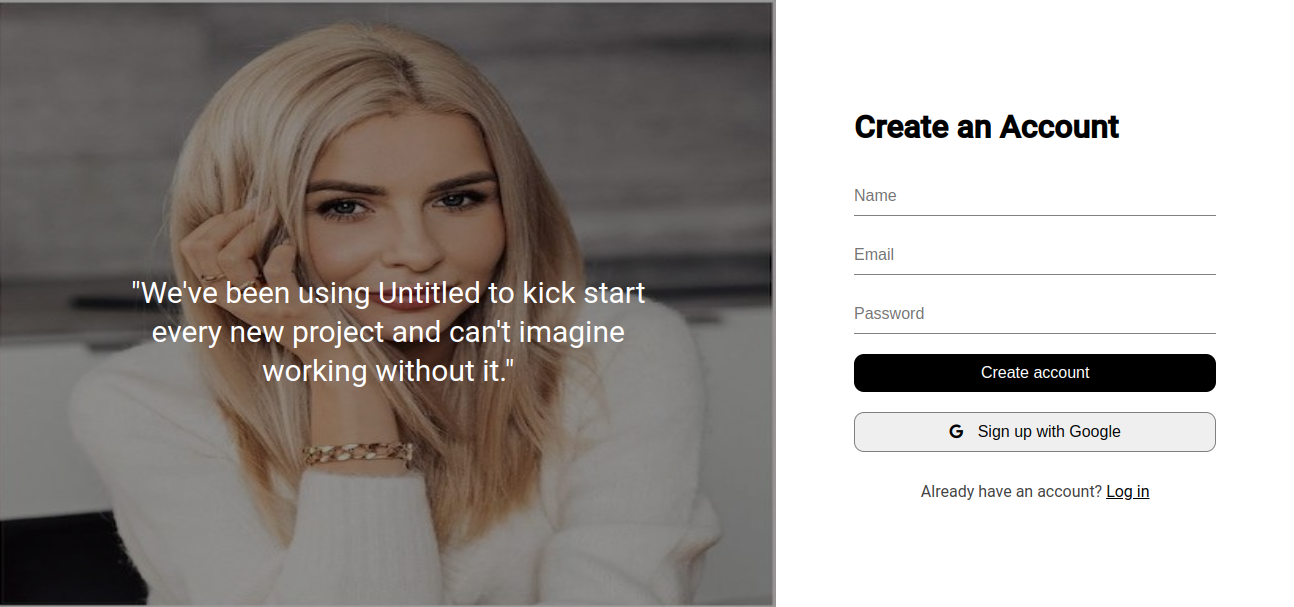 "We've been using Untitled to kick start
every new project and can't imagine
working without it."
Create an Account
Name
Email
Password
Create account
Sign up with Google
Already have an account? Log in